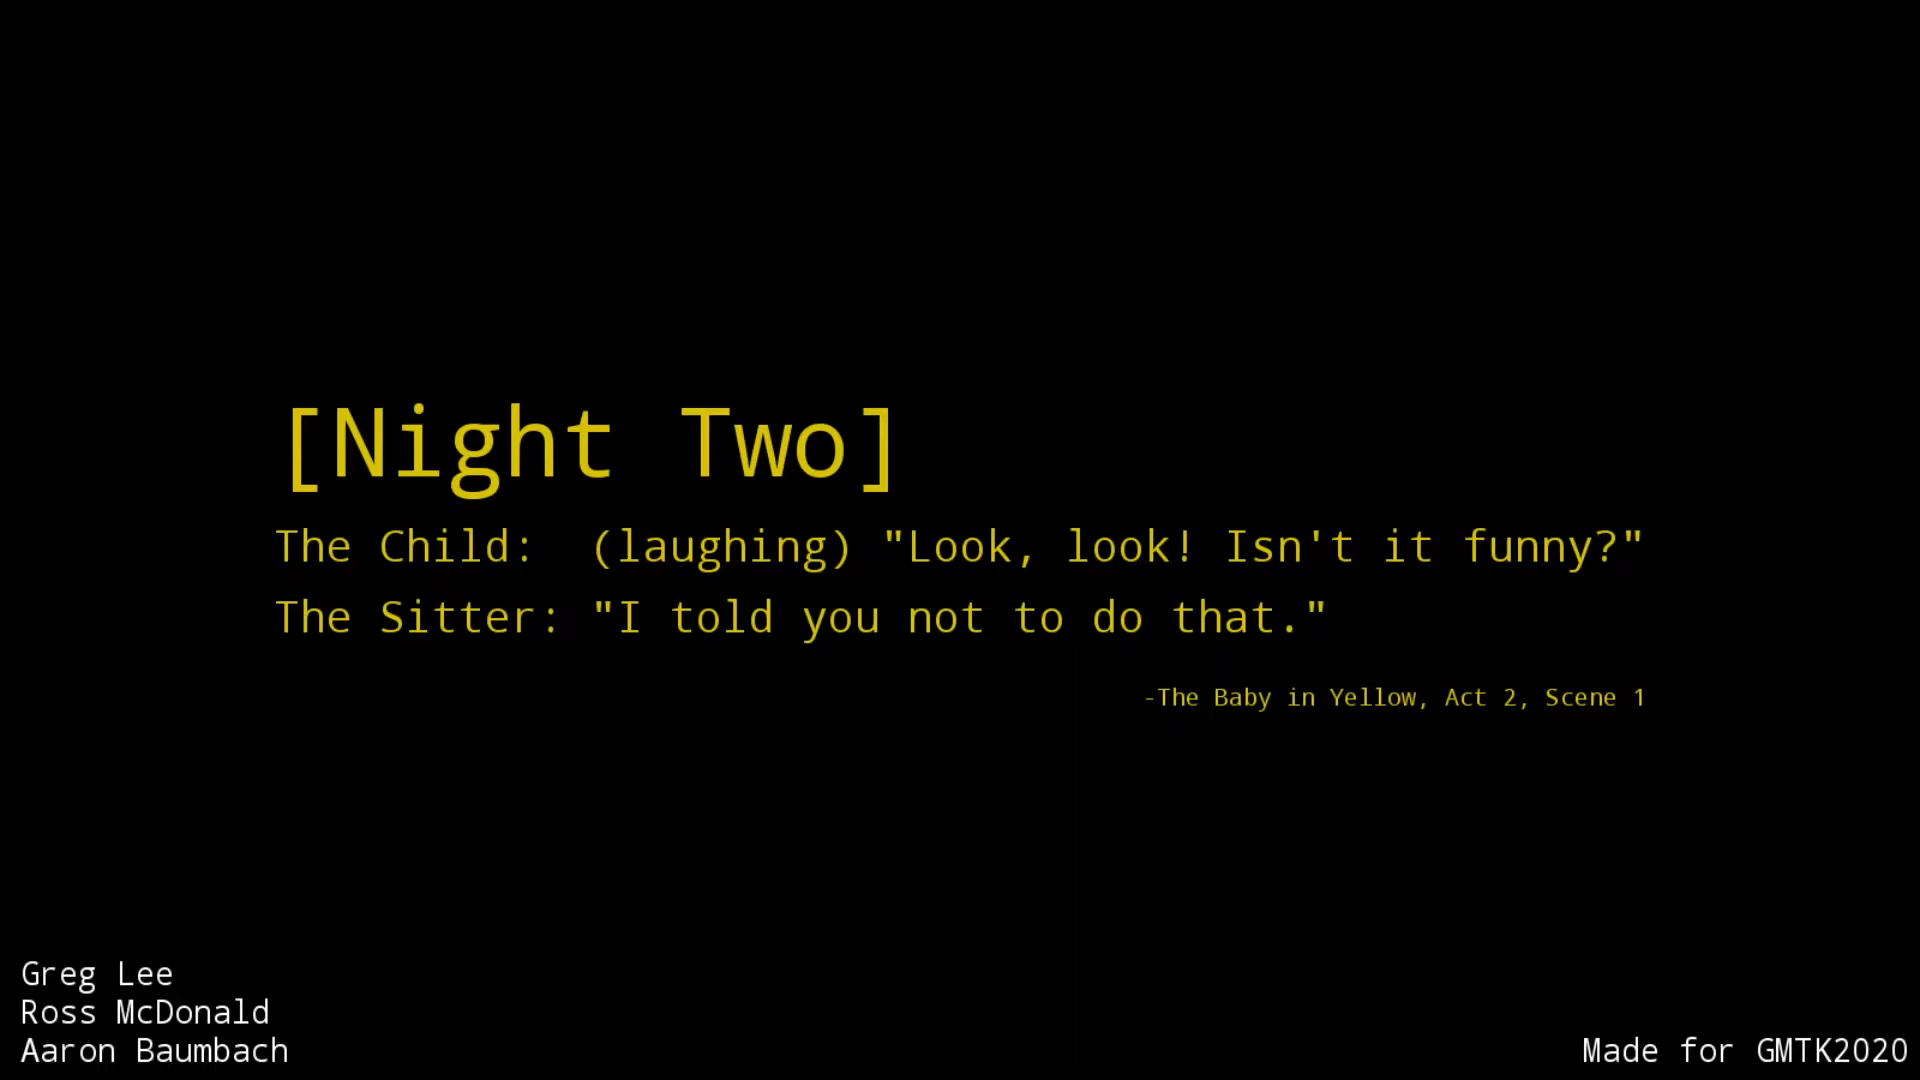 [Night Two]
The Child:  (laughing) "Look, look! Isn't it funny?"
The Sitter: "I told you not to do that."
-The Baby in Yellow, Act 2, Scene 1
Greg Lee
Ross McDonald
Aaron Baumbach
Made for GMTK2020